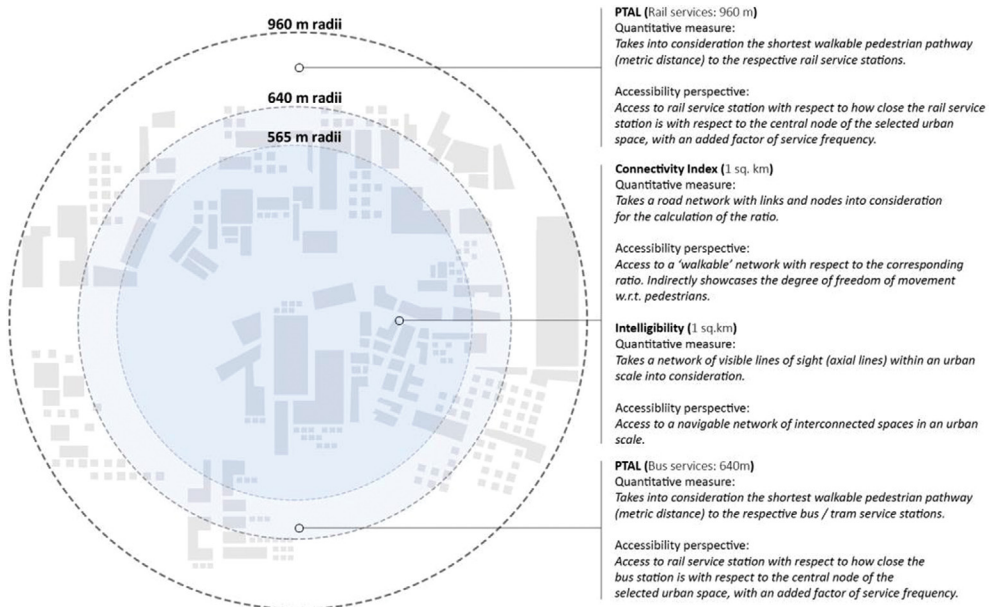 960 m radii
640 m radii
565 m radii
PTAL (Rail services: 960 m)
Quantitative measure:
Takes into consideration the shortest walkable pedestrian pathway
(metric distance) to the respective rail service stations.
Accessibility perspective:
Access to rail service station with respect to how close the rail service
station is with respect to the central node of the selected urban
space, with an added factor of service frequency.
Connectivity Index (1 sq. km)
Quantitative measure:
Takes a road network with links and nodes into consideration
for the calculation of the ratio.
Accessibility perspective:
Access to a ‘walkable’ network with respect to the corresponding
ratio. Indirectly showcases the degree of freedom of movement
w.r.t. pedestrians.
Intelligibility (1 sq.km)
Quantitative measure:
Takes a network of visible lines of sight (axial lines) within an urban
scale into consideration.
Accessibliity perspective:
Access to a navigable network of interconnected spaces in an urban
scale.
PTAL (Bus services: 640m)
Quantitative measure:
Takes into consideration the shortest walkable pedestrian pathway
(metric distance) to the respective bus / tram service stations.
Accessibility perspective:
Access to rail service station with respect to how close the
bus station is with respect to the central node of the
selected urban space, with an added factor of service frequency.